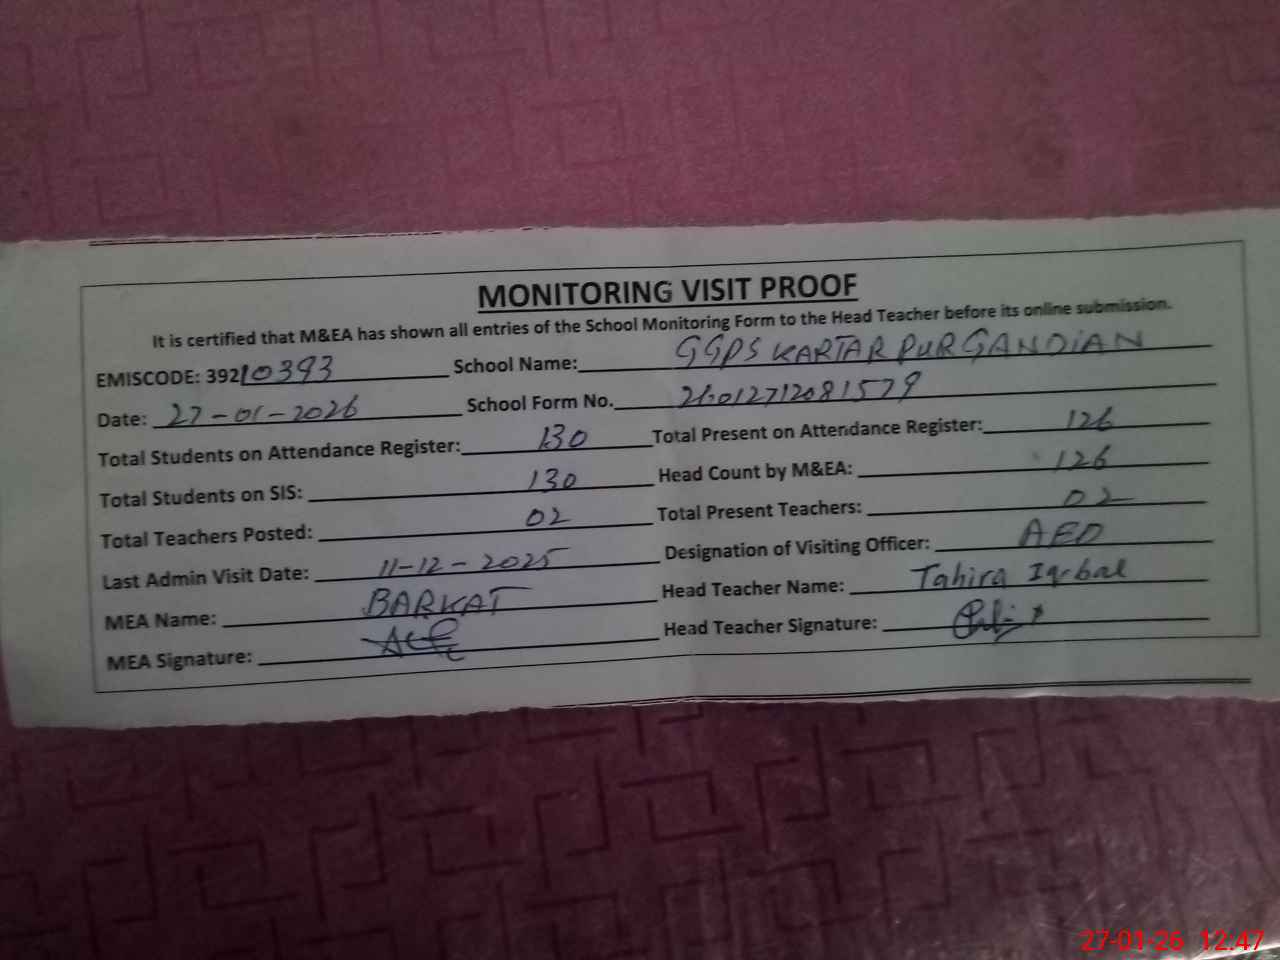 MONITORING VISIT PROOF
It is certified that M&EA has shown all entries of the School Monitoring Form to the Head Teacher before its online submission.
EMISCODE: 39210393 School Name: GGPS KARTAR PUR GANDIAN
Date: 27-01-2026 School Form No. 26012712081579
Total Students on Attendance Register: 130 Total Present on Attendance Register: 126
Total Students on SIS: 130 Head Count by M&EA: 126
Total Teachers Posted: 02 Total Present Teachers: 02
Last Admin Visit Date: 11-12-2025 Designation of Visiting Officer: AEO
MEA Name: BARKAT Head Teacher Name: Tahira Iqbal
MEA Signature: Head Teacher Signature:
27-01-26 12:47